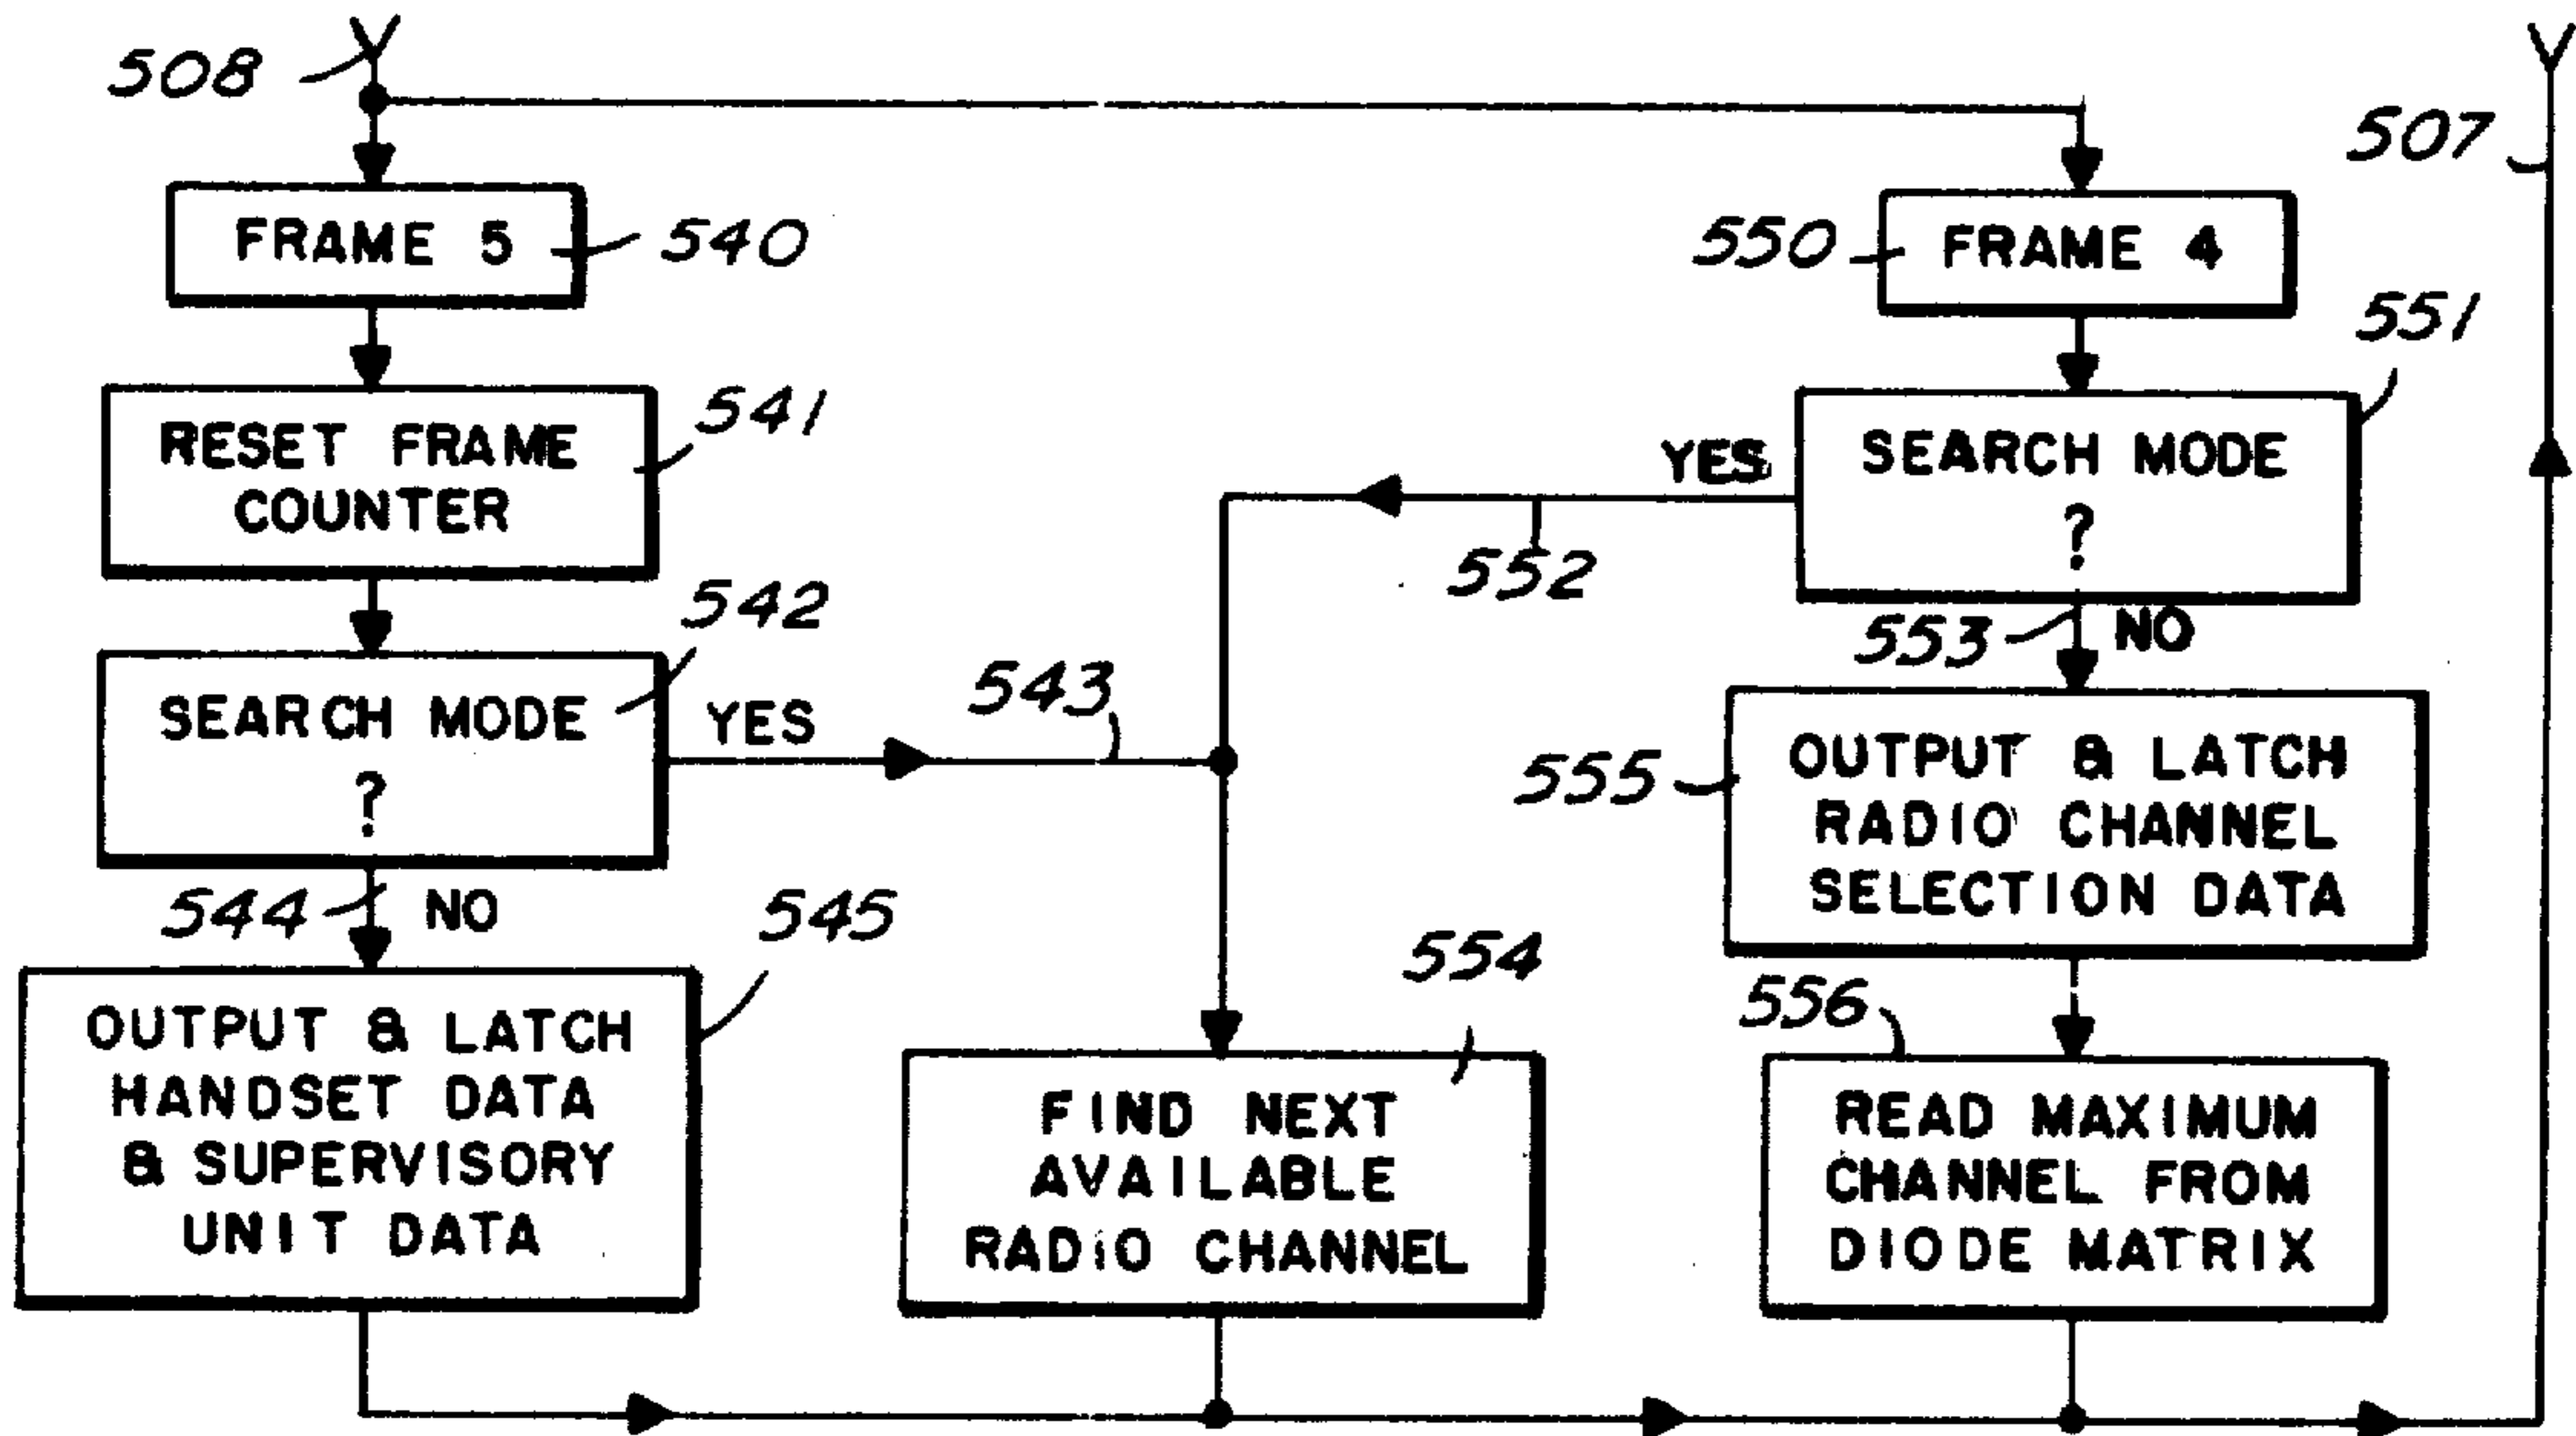 508
507
FRAME 5
540
550
FRAME 4
551
RESET FRAME
COUNTER
541
SEARCH MODE
?
YES
552
553
NO
542
SEARCH MODE
?
YES
543
544
NO
555
OUTPUT & LATCH
RADIO CHANNEL
SELECTION DATA
545
OUTPUT & LATCH
HANDSET DATA
& SUPERVISORY
UNIT DATA
554
FIND NEXT
AVAILABLE
RADIO CHANNEL
556
READ MAXIMUM
CHANNEL FROM
DIODE MATRIX